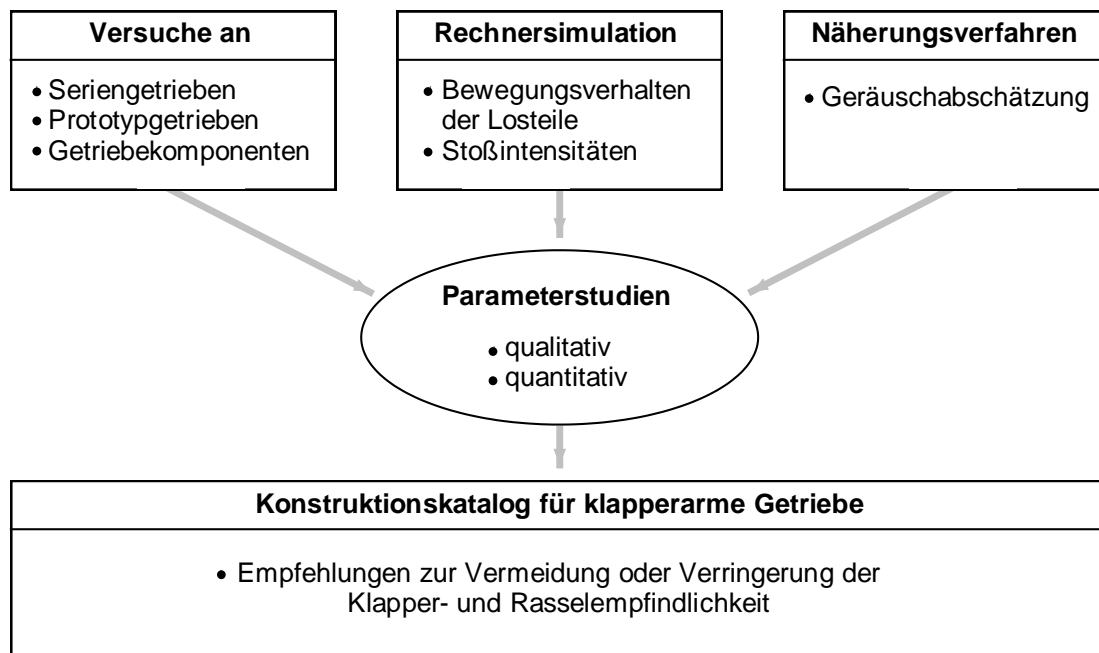 Versuche an
• Seriengetrieben
• Prototypgetrieben
• Getriebekomponenten
Rechnersimulation
• Bewegungsverhalten
der Losteile
• Stoßintensitäten
Näherungsverfahren
• Geräuschabschätzung
Parameterstudien
• qualitativ
• quantitativ
Konstruktionskatalog für klapperarme Getriebe
• Empfehlungen zur Vermeidung oder Verringerung der
Klapper- und Rasselempfindlichkeit